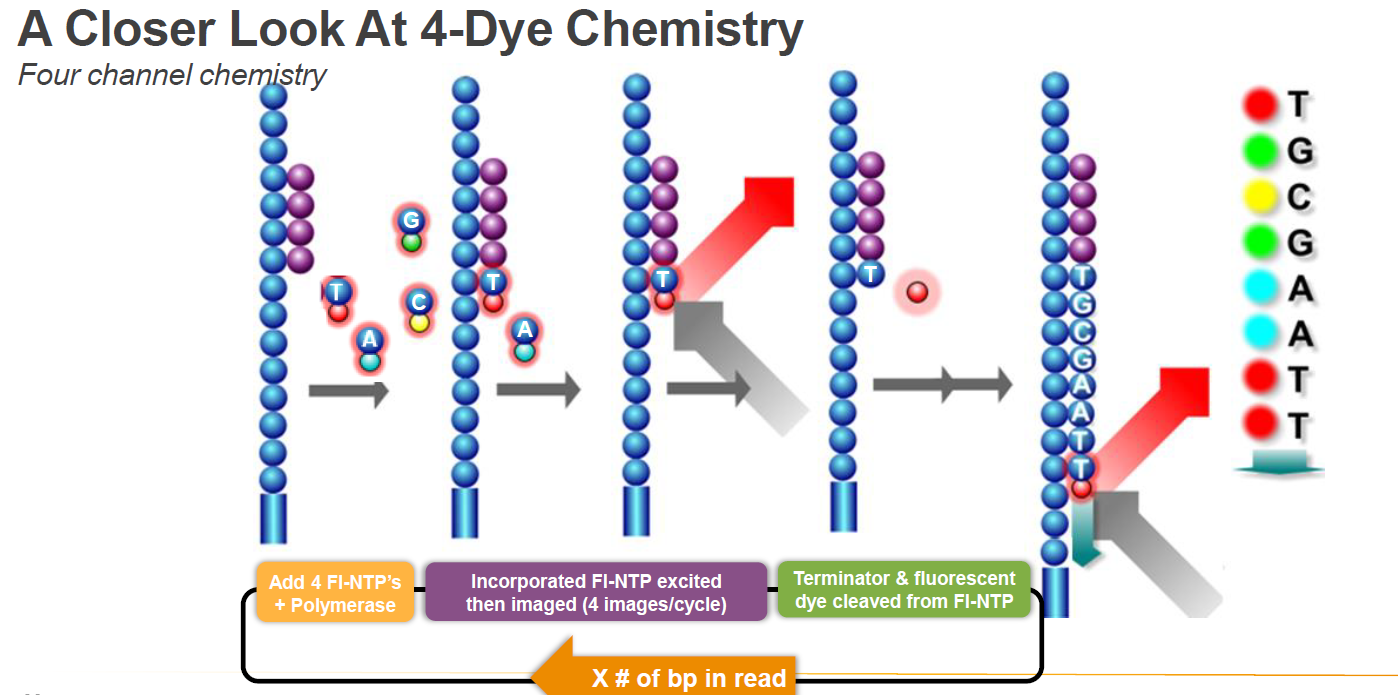 A Closer Look At 4-Dye Chemistry
Four channel chemistry
T
A
G
C
T
A
T
T
T
G
C
G
A
A
T
T
T
G
C
G
A
A
T
T
Add 4 Fl-NTP's
+ Polymerase
Incorporated Fl-NTP excited
then imaged (4 images/cycle)
Terminator & fluorescent
dye cleaved from Fl-NTP
X # of bp in read